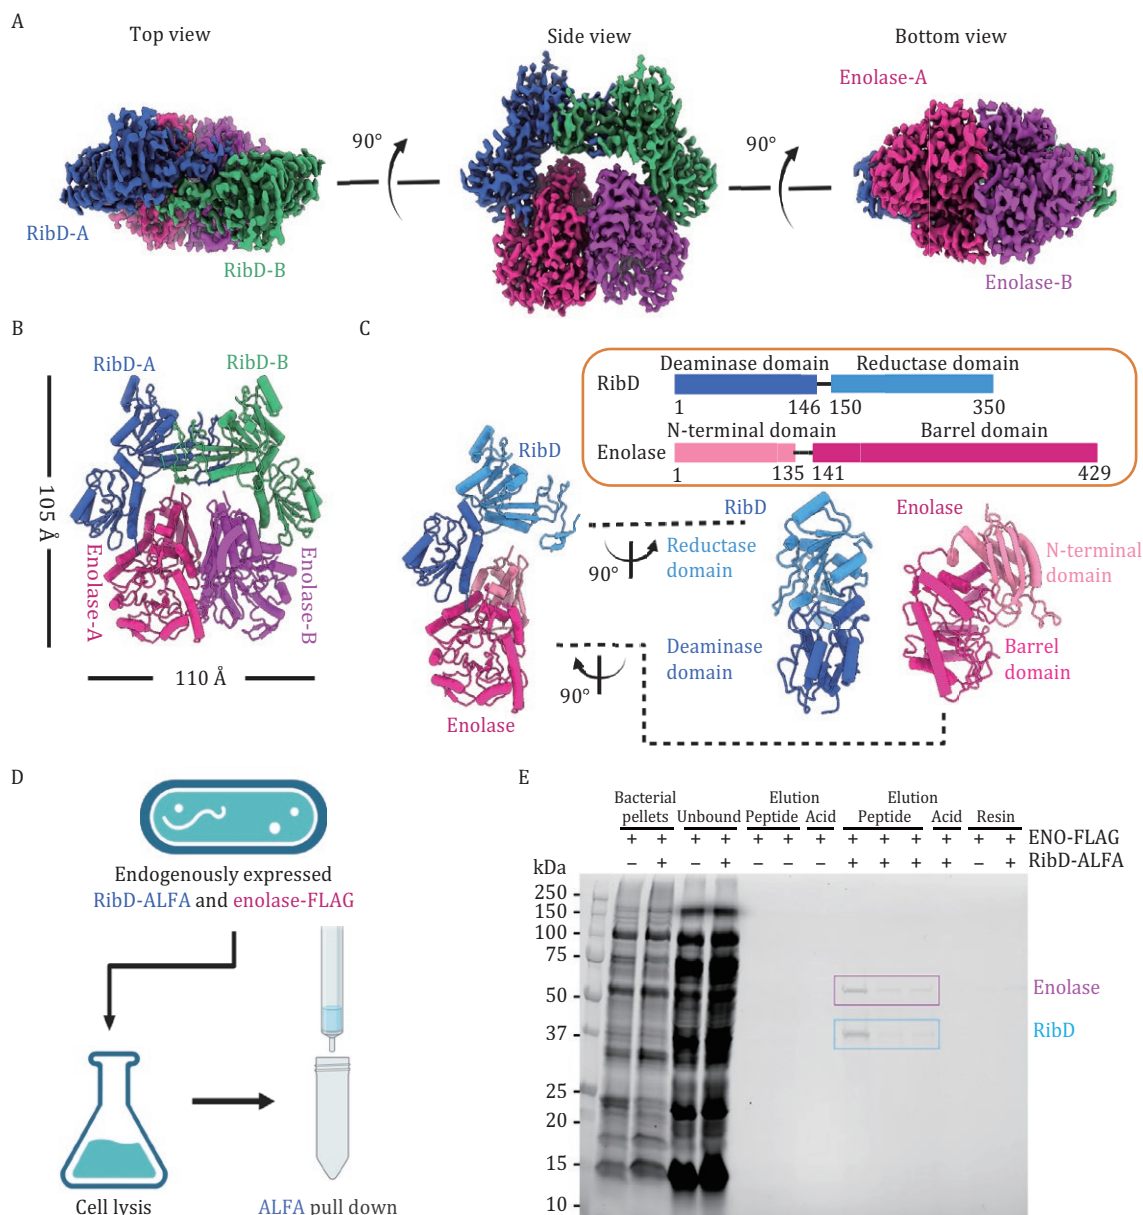 A
Top view
Side view
Bottom view
Enolase-A
90°
90°
RibD-A
RibD-B
Enolase-B
B
RibD-A
RibD-B
105 Å
Enolase-A
Enolase-B
110 Å
C
Deaminase domain
Reductase domain
RibD
1
146
150
350
N-terminal domain
Barrel domain
Enolase
1
135
141
429
RibD
RibD
Enolase
90°
Reductase
domain
N-terminal
domain
Deaminase
domain
Barrel
domain
90°
Enolase
D
Endogenously expressed
RibD-ALFA and enolase-FLAG
Cell lysis
ALFA pull down
E
Bacterial
pellets
Unbound
Elution
Peptide
Acid
Elution
Peptide
Acid
Resin
+ + + + + + + + + + + + + ENO-FLAG
− + − + − − − + + + + − + RibD-ALFA
kDa
250
150
100
75
50
37
25
20
15
10
Enolase
RibD